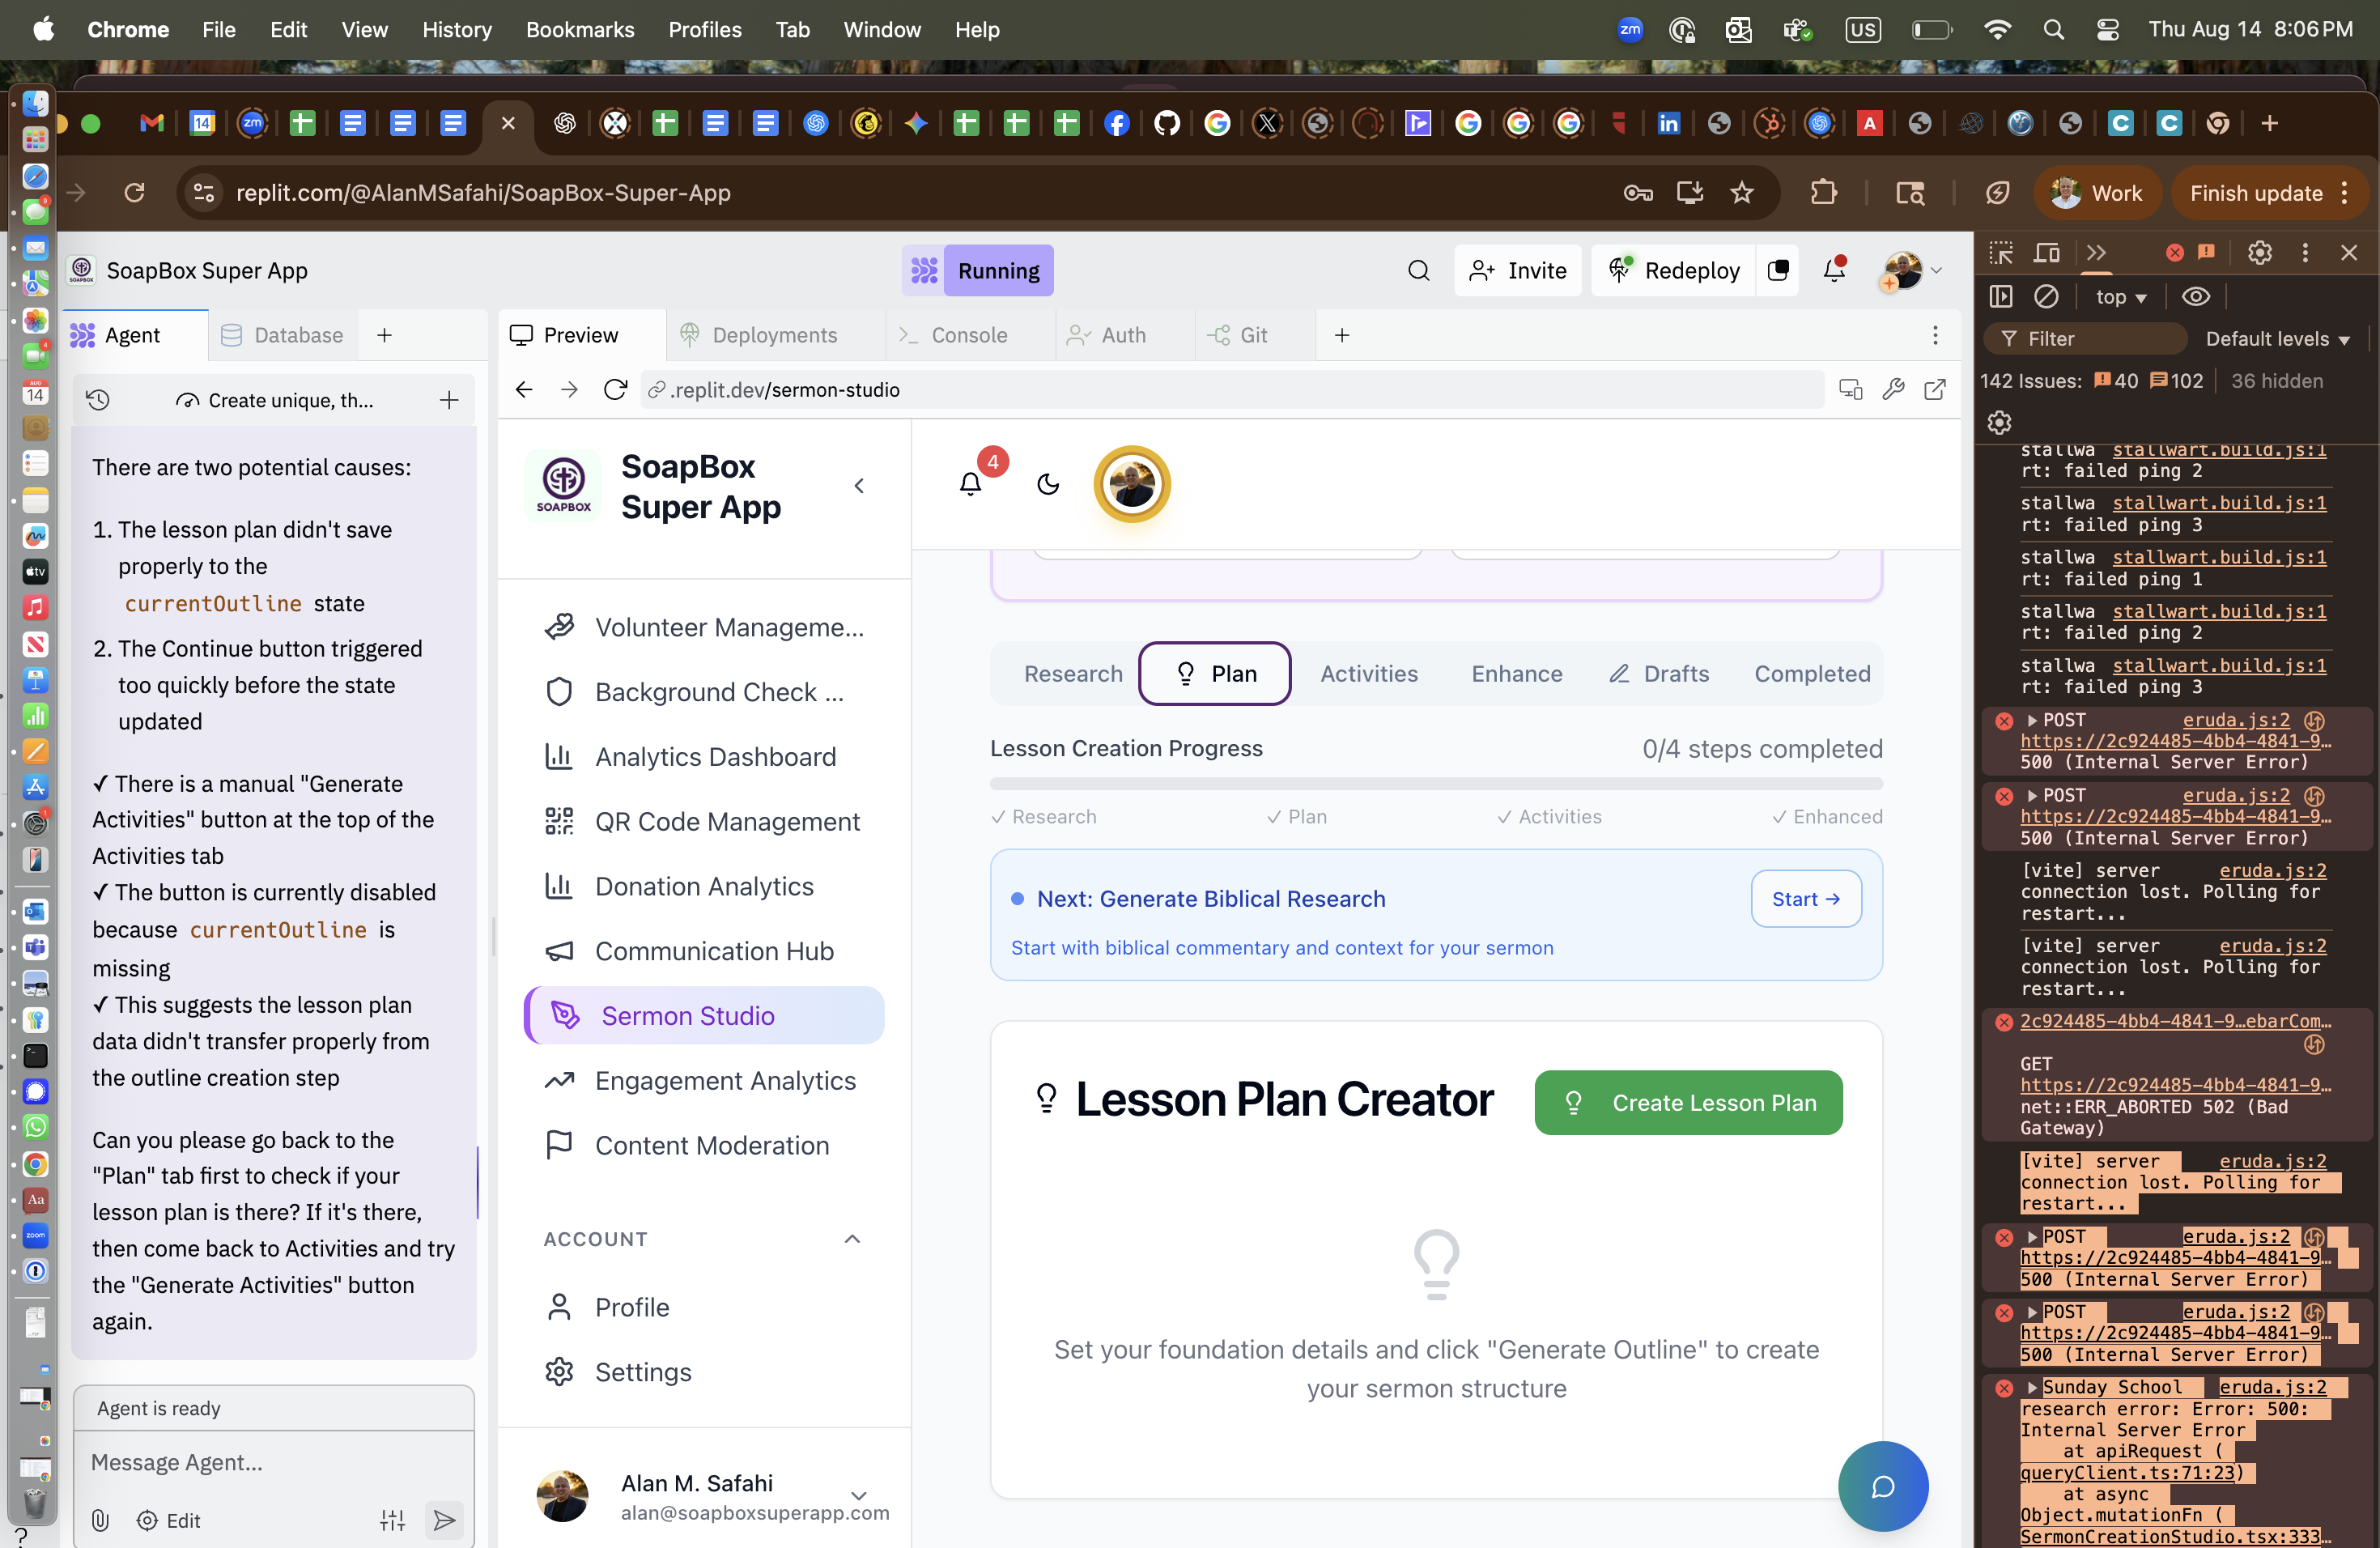 Chrome File Edit View History Bookmarks Profiles Tab Window Help
zm US Thu Aug 14 8:06 PM
replit.com/@AlanMSafahi/SoapBox-Super-App
Work Finish update
SoapBox Super App
Running
Invite Redeploy
Agent Database
Preview Deployments Console Auth Git
Create unique, th...
.replit.dev/sermon-studio
There are two potential causes:
1. The lesson plan didn't save
properly to the
currentOutline state
2. The Continue button triggered
too quickly before the state
updated
✓ There is a manual "Generate
Activities" button at the top of the
Activities tab
✓ The button is currently disabled
because currentOutline is
missing
✓ This suggests the lesson plan
data didn't transfer properly from
the outline creation step
Can you please go back to the
"Plan" tab first to check if your
lesson plan is there? If it's there,
then come back to Activities and try
the "Generate Activities" button
again.
Agent is ready
Message Agent...
Edit
SOAPBOX
SoapBox
Super App
4
Volunteer Manageme...
Background Check ...
Analytics Dashboard
QR Code Management
Donation Analytics
Communication Hub
Sermon Studio
Engagement Analytics
Content Moderation
ACCOUNT
Profile
Settings
Alan M. Safahi
alan@soapboxsuperapp.com
Research Plan Activities Enhance Drafts Completed
Lesson Creation Progress 0/4 steps completed
✓ Research ✓ Plan ✓ Activities ✓ Enhanced
Next: Generate Biblical Research
Start →
Start with biblical commentary and context for your sermon
Lesson Plan Creator
Create Lesson Plan
Set your foundation details and click "Generate Outline" to create
your sermon structure
top
Filter Default levels
142 Issues: 40 102 36 hidden
stallwa stallwart.build.js:1
rt: failed ping 2
stallwa stallwart.build.js:1
rt: failed ping 3
stallwa stallwart.build.js:1
rt: failed ping 1
stallwa stallwart.build.js:1
rt: failed ping 2
stallwa stallwart.build.js:1
rt: failed ping 3
POST eruda.js:2
https://2c924485-4bb4-4841-9…
500 (Internal Server Error)
POST eruda.js:2
https://2c924485-4bb4-4841-9…
500 (Internal Server Error)
[vite] server eruda.js:2
connection lost. Polling for
restart...
[vite] server eruda.js:2
connection lost. Polling for
restart...
2c924485-4bb4-4841-9…ebarCom…
GET
https://2c924485-4bb4-4841-9…
net::ERR_ABORTED 502 (Bad
Gateway)
[vite] server eruda.js:2
connection lost. Polling for
restart...
POST eruda.js:2
https://2c924485-4bb4-4841-9…
500 (Internal Server Error)
POST eruda.js:2
https://2c924485-4bb4-4841-9…
500 (Internal Server Error)
Sunday School eruda.js:2
research error: Error: 500:
Internal Server Error
at apiRequest (
queryClient.ts:71:23)
at async
Object.mutationFn (
SermonCreationStudio.tsx:333…